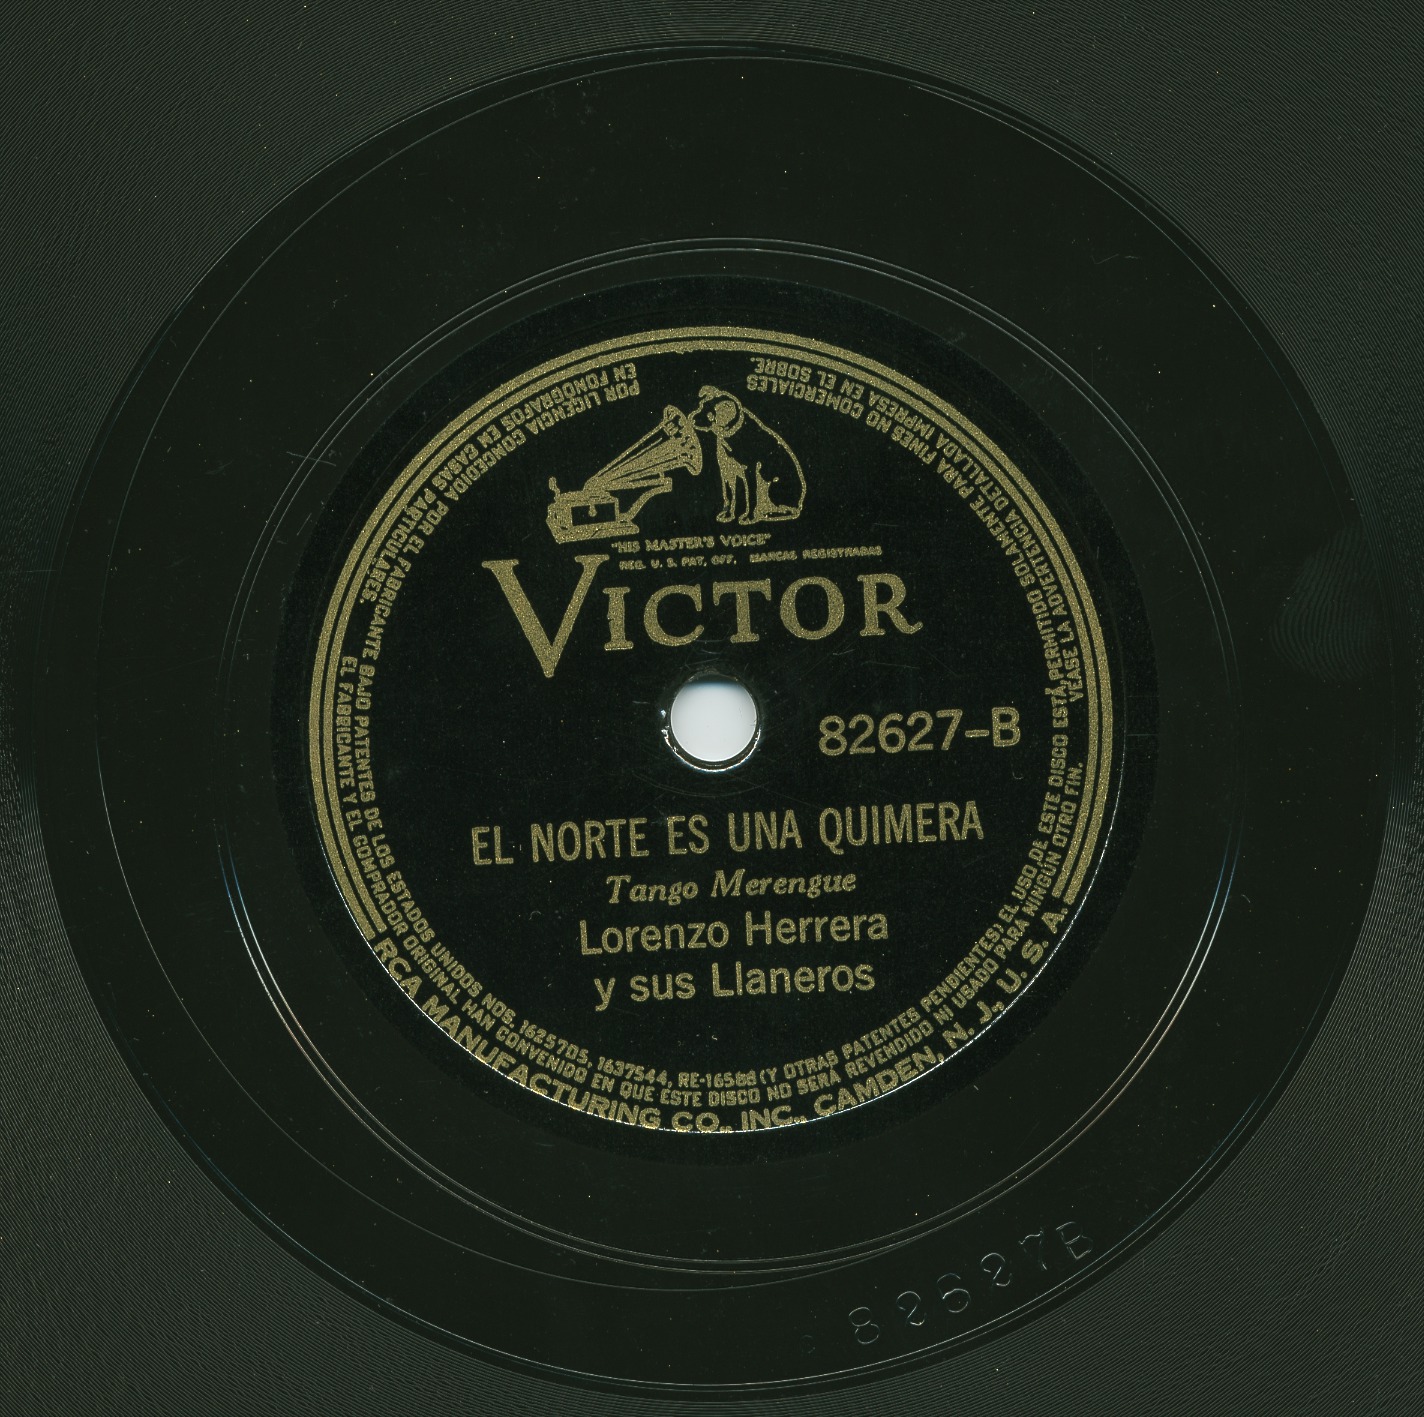 "HIS MASTER'S VOICE"
REG. U. S. PAT. OFF. MARCAS REGISTRADAS
VICTOR
82627-B
EL NORTE ES UNA QUIMERA
Tango Merengue
Lorenzo Herrera
y sus Llaneros
POR LICENCIA CONCEDIDA POR EL FABRICANTE BAJO PATENTES DE LOS ESTADOS UNIDOS NOS. 1625705, 1637544, RE-16588 (Y OTRAS PATENTES PENDIENTES) EL USO DE ESTE DISCO ESTÁ PERMITIDO SOLAMENTE PARA FINES NO COMERCIALES
EN FONOGRAFOS EN CASAS PARTICULARES. EL FABRICANTE Y EL COMPRADOR ORIGINAL HAN CONVENIDO EN QUE ESTE DISCO NO SERA REVENDIDO NI USADO PARA NINGÚN OTRO FIN. VEASE LA ADVERTENCIA DETALLADA IMPRESA EN EL SOBRE.
RCA MANUFACTURING CO., INC., CAMDEN, N. J., U. S. A.
82627B